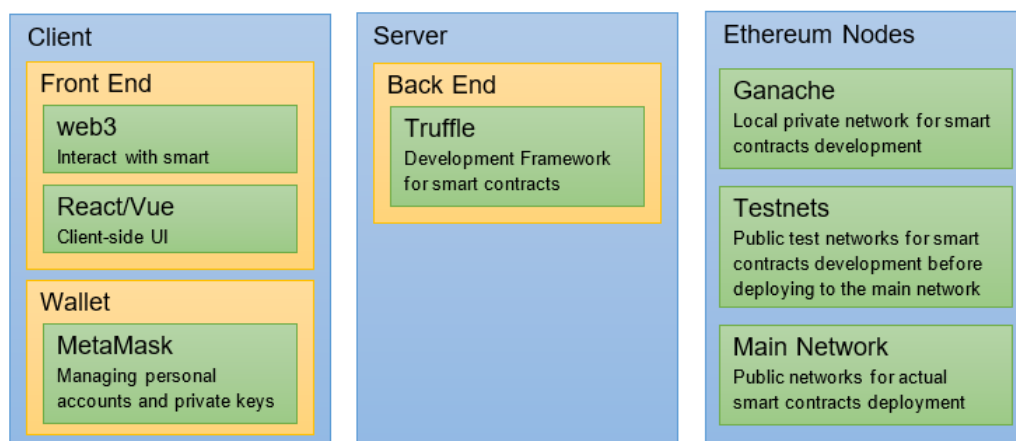 Client
Front End
web3
Interact with smart
React/Vue
Client-side UI
Wallet
MetaMask
Managing personal
accounts and private keys
Server
Back End
Truffle
Development Framework
for smart contracts
Ethereum Nodes
Ganache
Local private network for smart
contracts development
Testnets
Public test networks for smart
contracts development before
deploying to the main network
Main Network
Public networks for actual
smart contracts deployment